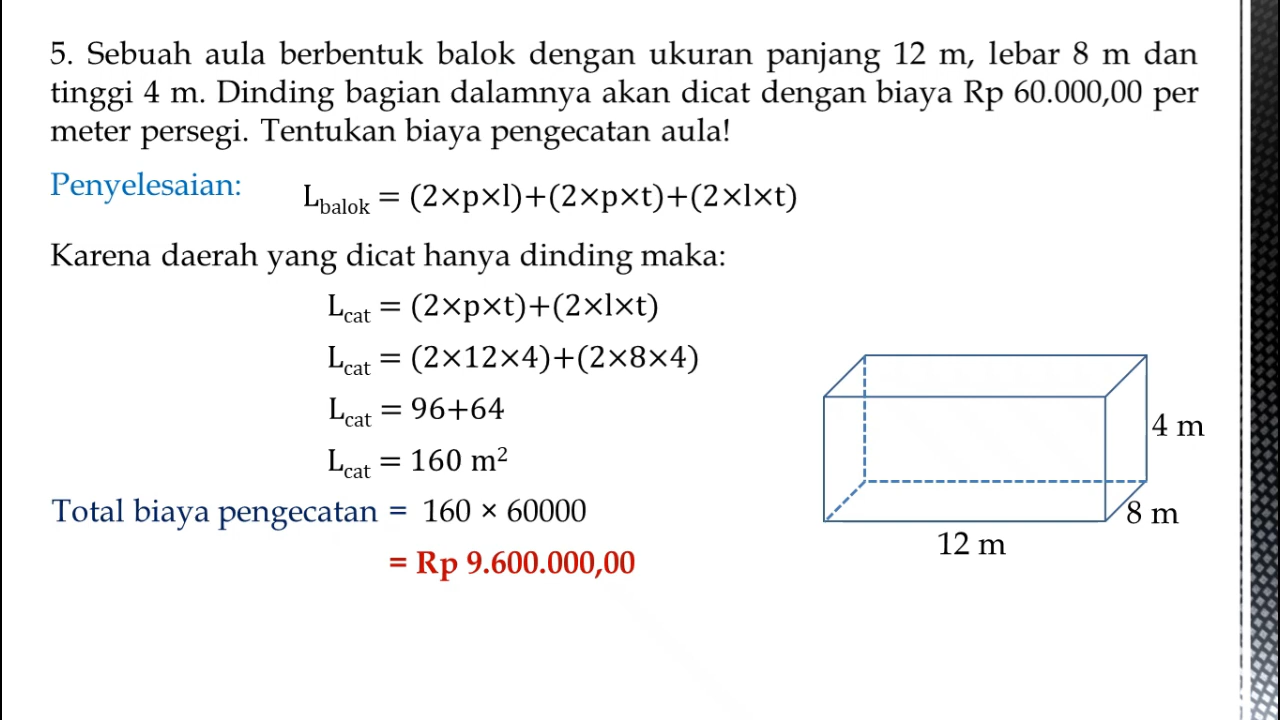 5. Sebuah aula berbentuk balok dengan ukuran panjang 12 m, lebar 8 m dan
tinggi 4 m. Dinding bagian dalamnya akan dicat dengan biaya Rp 60.000,00 per
meter persegi. Tentukan biaya pengecatan aula!
Penyelesaian: L_balok = (2×p×l)+(2×p×t)+(2×l×t)
Karena daerah yang dicat hanya dinding maka:
L_cat = (2×p×t)+(2×l×t)
L_cat = (2×12×4)+(2×8×4)
L_cat = 96+64
L_cat = 160 m²
Total biaya pengecatan = 160 × 60000
= Rp 9.600.000,00
4 m
8 m
12 m